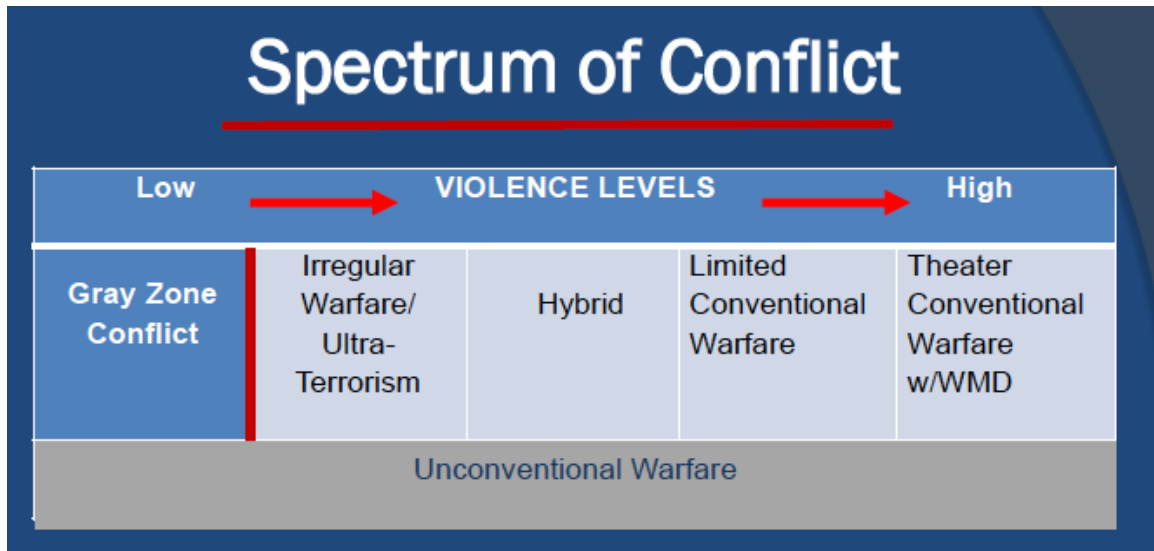 Spectrum of Conflict
Low VIOLENCE LEVELS High
Gray Zone
Conflict
Irregular
Warfare/
Ultra-
Terrorism
Hybrid
Limited
Conventional
Warfare
Theater
Conventional
Warfare
w/WMD
Unconventional Warfare